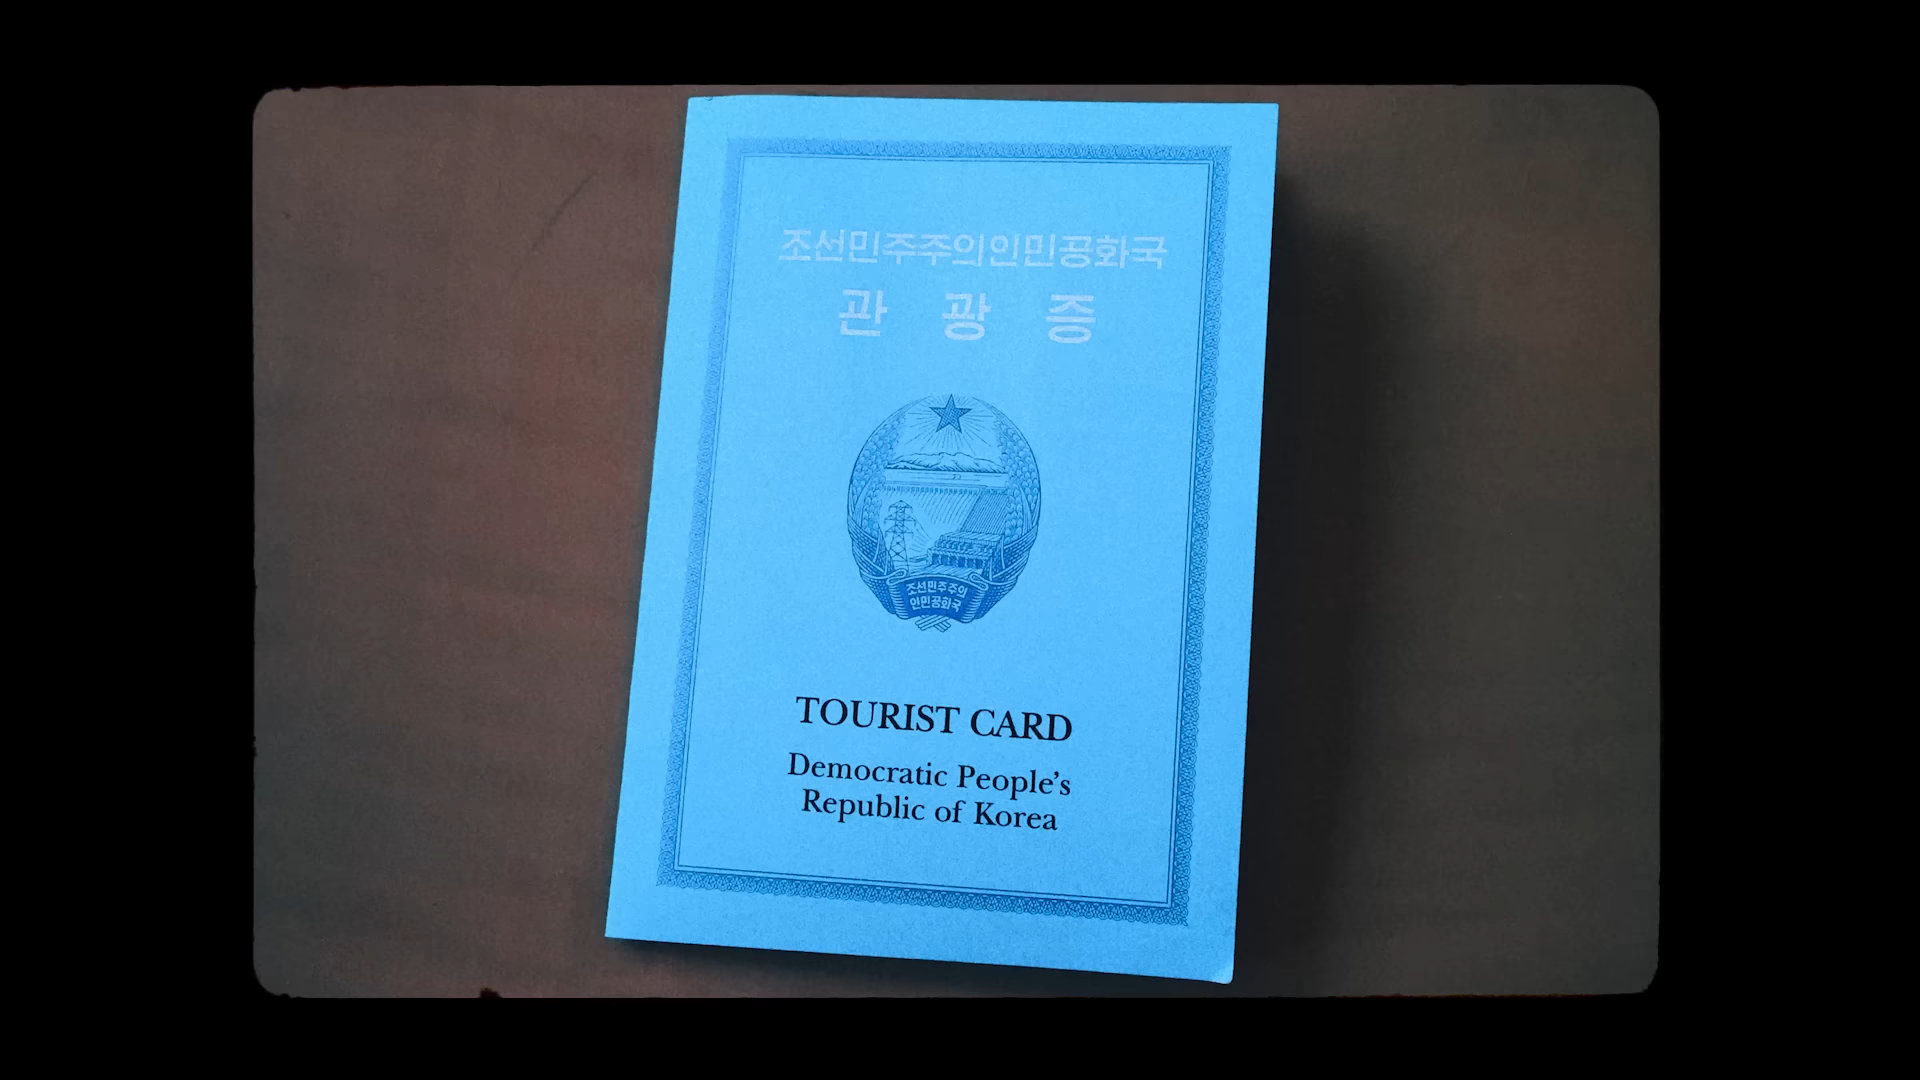 조선민주주의인민공화국
관 광 증
조선민주주의
인민공화국
TOURIST CARD
Democratic People’s
Republic of Korea